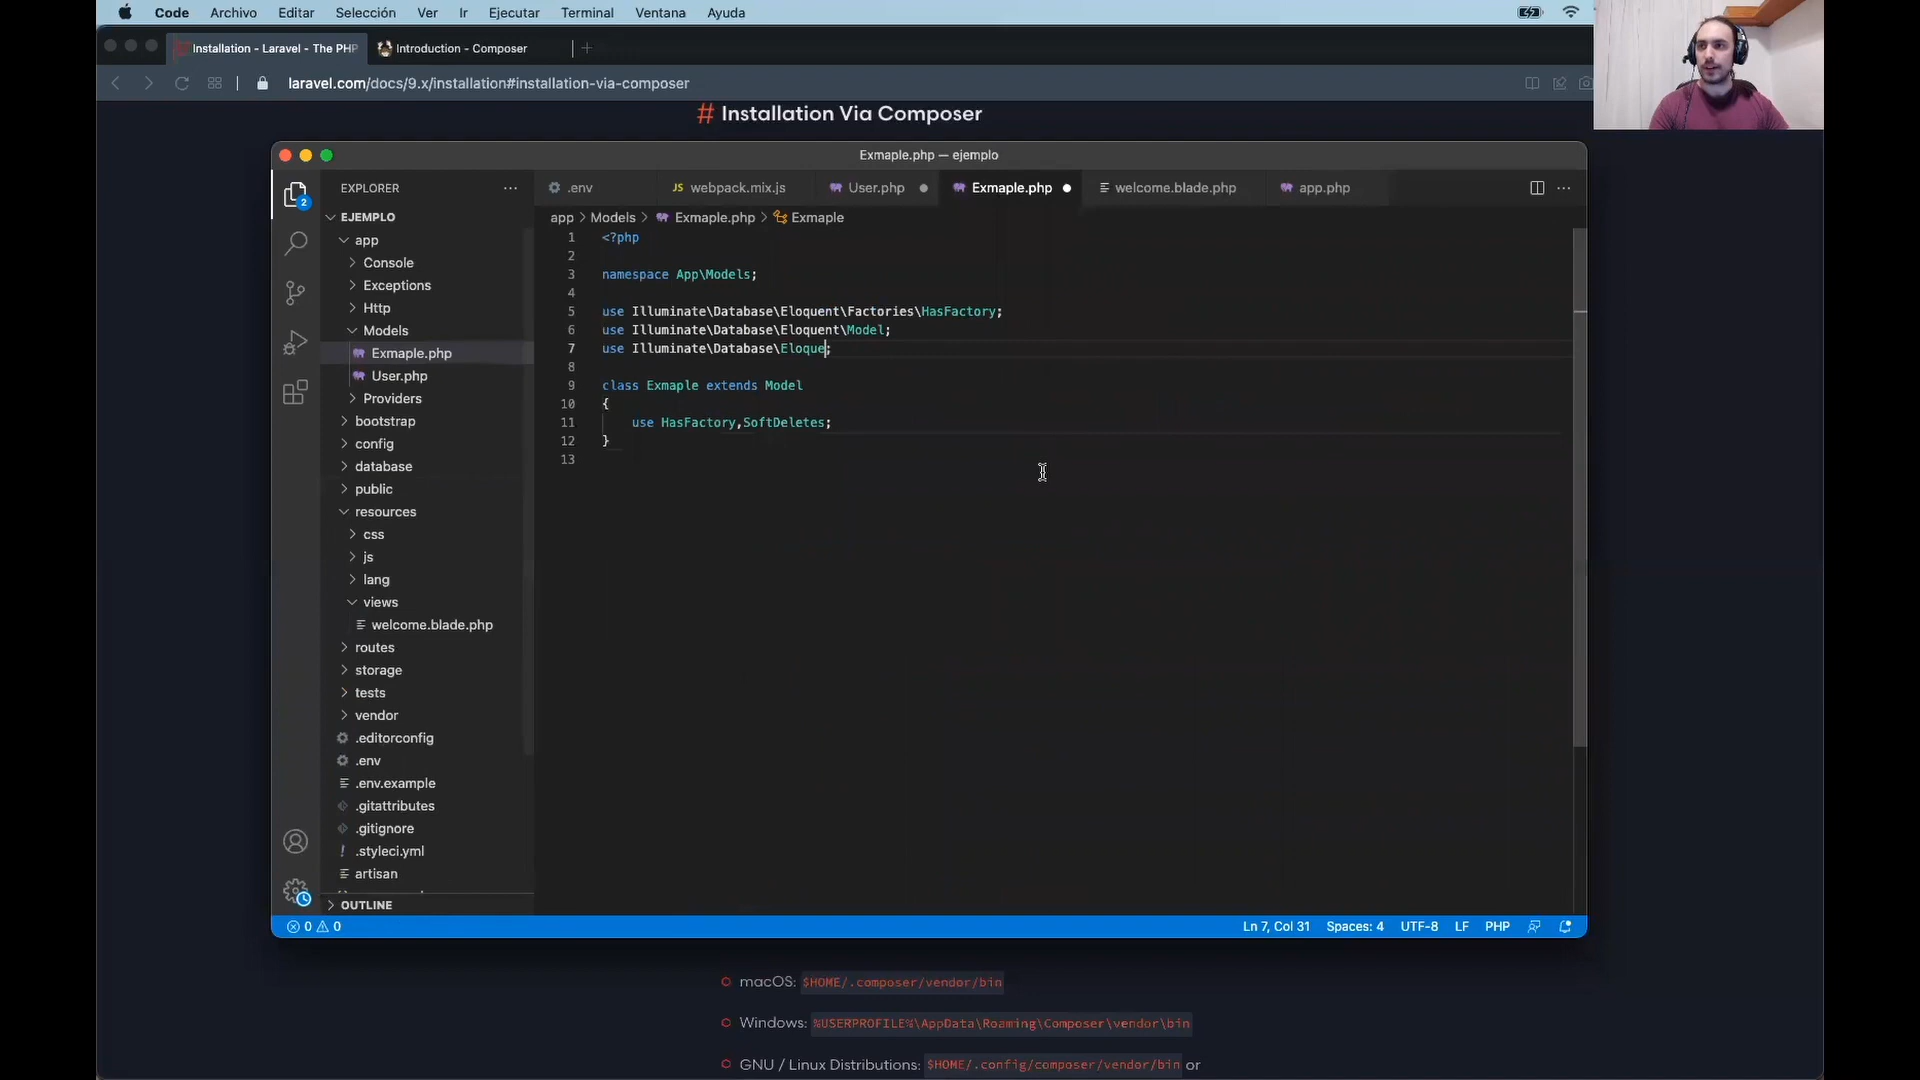 Code Archivo Editar Selección Ver Ir Ejecutar Terminal Ventana Ayuda
Installation - Laravel - The PHP Introduction - Composer
laravel.com/docs/9.x/installation#installation-via-composer
# Installation Via Composer
Exmaple.php — ejemplo
EXPLORER
.env
JS webpack.mix.js
User.php
Exmaple.php
welcome.blade.php
app.php
2
app > Models > Exmaple.php > Exmaple
EJEMPLO
app
Console
Exceptions
Http
Models
Exmaple.php
User.php
Providers
bootstrap
config
database
public
resources
css
js
lang
views
welcome.blade.php
routes
storage
tests
vendor
.editorconfig
.env
.env.example
.gitattributes
.gitignore
! .styleci.yml
artisan
OUTLINE
1 <?php
2
3 namespace App\Models;
4
5 use Illuminate\Database\Eloquent\Factories\HasFactory;
6 use Illuminate\Database\Eloquent\Model;
7 use Illuminate\Database\Eloque;
8
9 class Exmaple extends Model
10 {
11 use HasFactory,SoftDeletes;
12 }
13
0 0 Ln 7, Col 31 Spaces: 4 UTF-8 LF PHP
macOS: $HOME/.composer/vendor/bin
Windows: %USERPROFILE%\AppData\Roaming\Composer\vendor\bin
GNU / Linux Distributions: $HOME/.config/composer/vendor/bin or